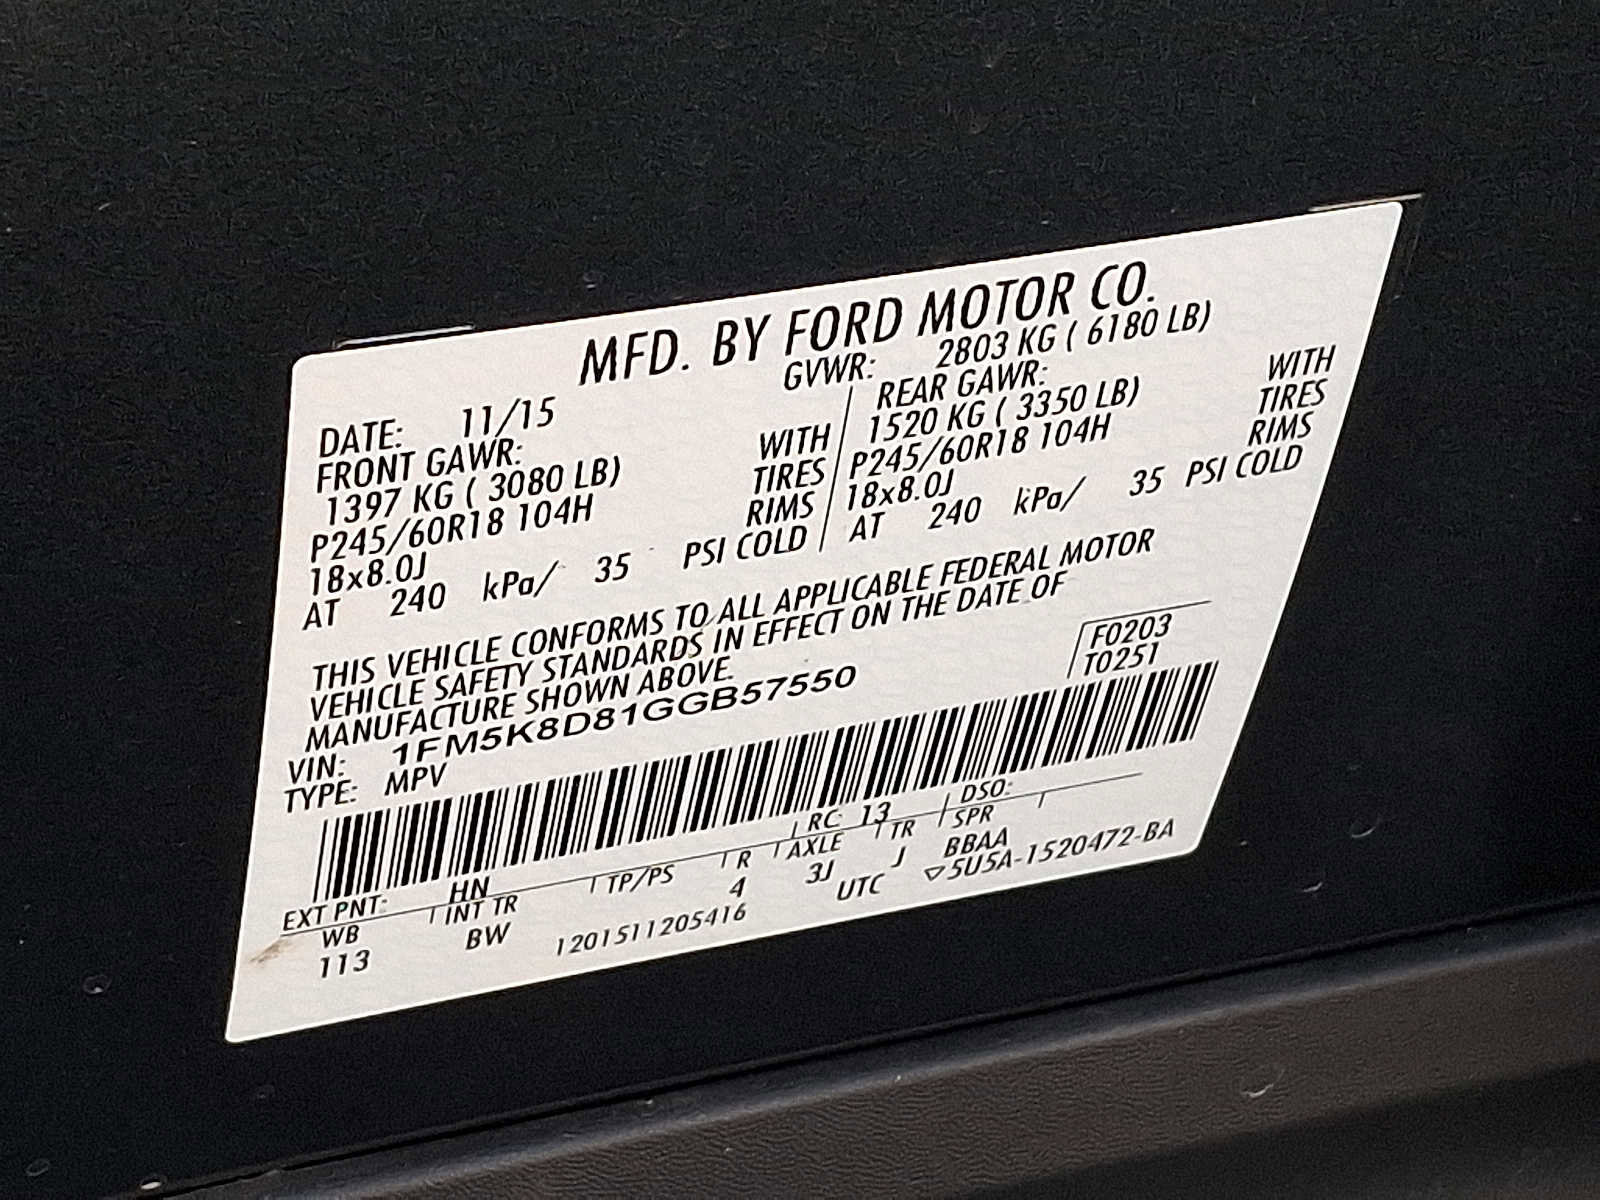 MFD. BY FORD MOTOR CO.
DATE: 11/15 GVWR: 2803 KG ( 6180 LB)
FRONT GAWR: REAR GAWR:
1397 KG ( 3080 LB) WITH 1520 KG ( 3350 LB) WITH
P245/60R18 104H TIRES P245/60R18 104H TIRES
18x8.0J RIMS 18x8.0J RIMS
AT 240 kPa/ 35 PSI COLD AT 240 kPa/ 35 PSI COLD
THIS VEHICLE CONFORMS TO ALL APPLICABLE FEDERAL MOTOR
VEHICLE SAFETY STANDARDS IN EFFECT ON THE DATE OF
MANUFACTURE SHOWN ABOVE.
F0203
T0251
VIN: 1FM5K8D81GGB57550
TYPE: MPV
EXT PNT: HN RC: 13 DSO:
WB INT TR TP/PS R AXLE TR SPR
113 BW 4 3J J BBAA
1201511205416 UTC ▽5U5A-1520472-BA